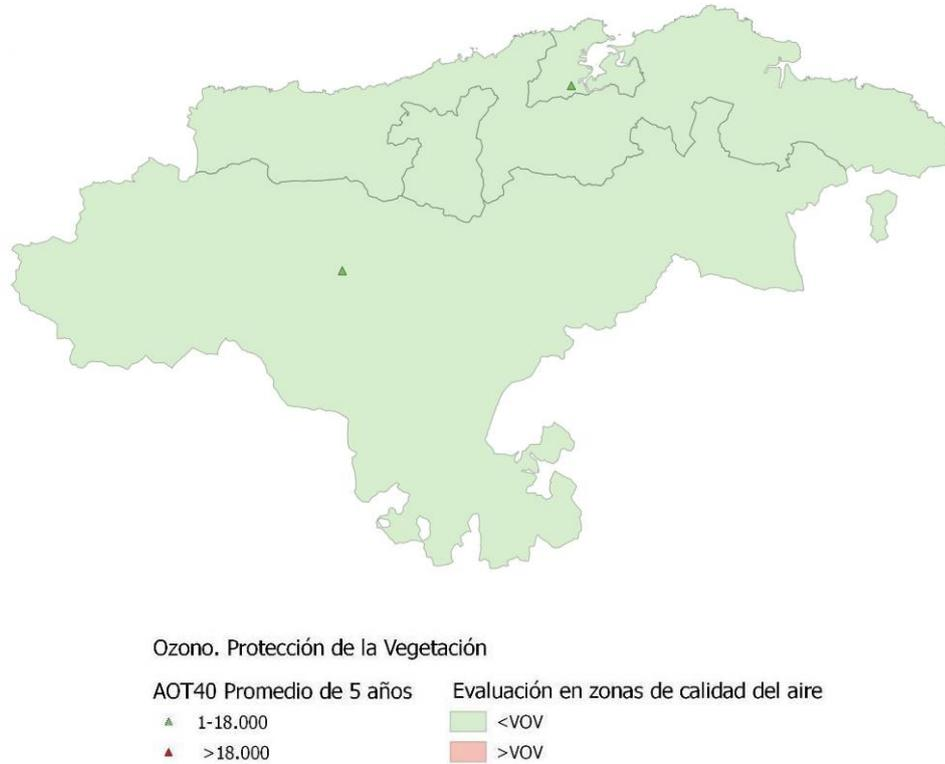 Ozono. Protección de la Vegetación
AOT40 Promedio de 5 años
Evaluación en zonas de calidad del aire
1-18.000
<VOV
>18.000
>VOV